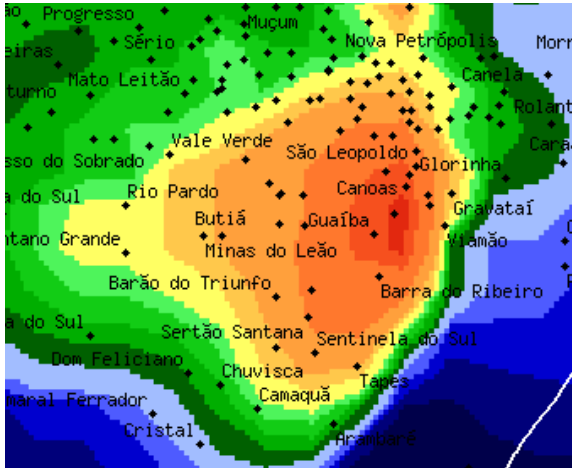 ão
Progresso
Muçum
Sério
Nova Petrópolis
Morr
eiras
Canela
Mato Leitão
turno
Rolant
Vale Verde
Cara
São Leopoldo
sso do Sobrado
Glorinha
Canoas
Rio Pardo
a do Sul
Gravataí
Butiá
Guaíba
Viamão
ntano Grande
Minas do Leão
Barão do Triunfo
Barra do Ribeiro
a do Sul
Sertão Santana
Sentinela do Sul
Dom Feliciano
Chuvisca
Tapes
Camaquã
maral Ferrador
Cristal
Arambaré